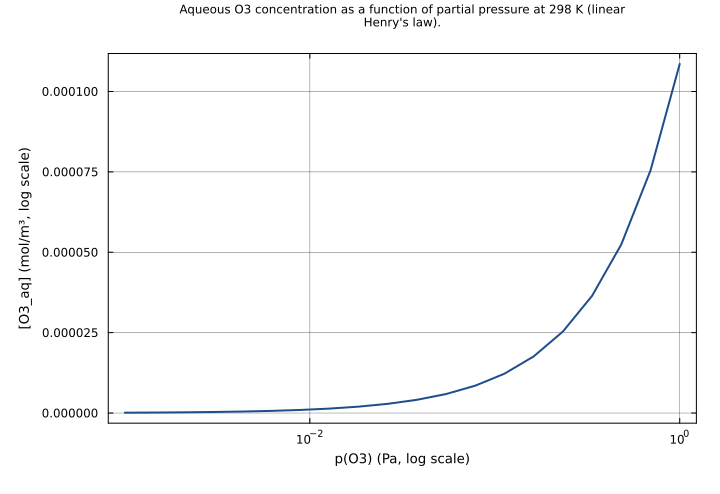 Aqueous O3 concentration as a function of partial pressure at 298 K (linear
Henry's law).
[O3_aq] (mol/m³, log scale)
0.000100
0.000075
0.000050
0.000025
0.000000
10⁻²
10⁰
p(O3) (Pa, log scale)